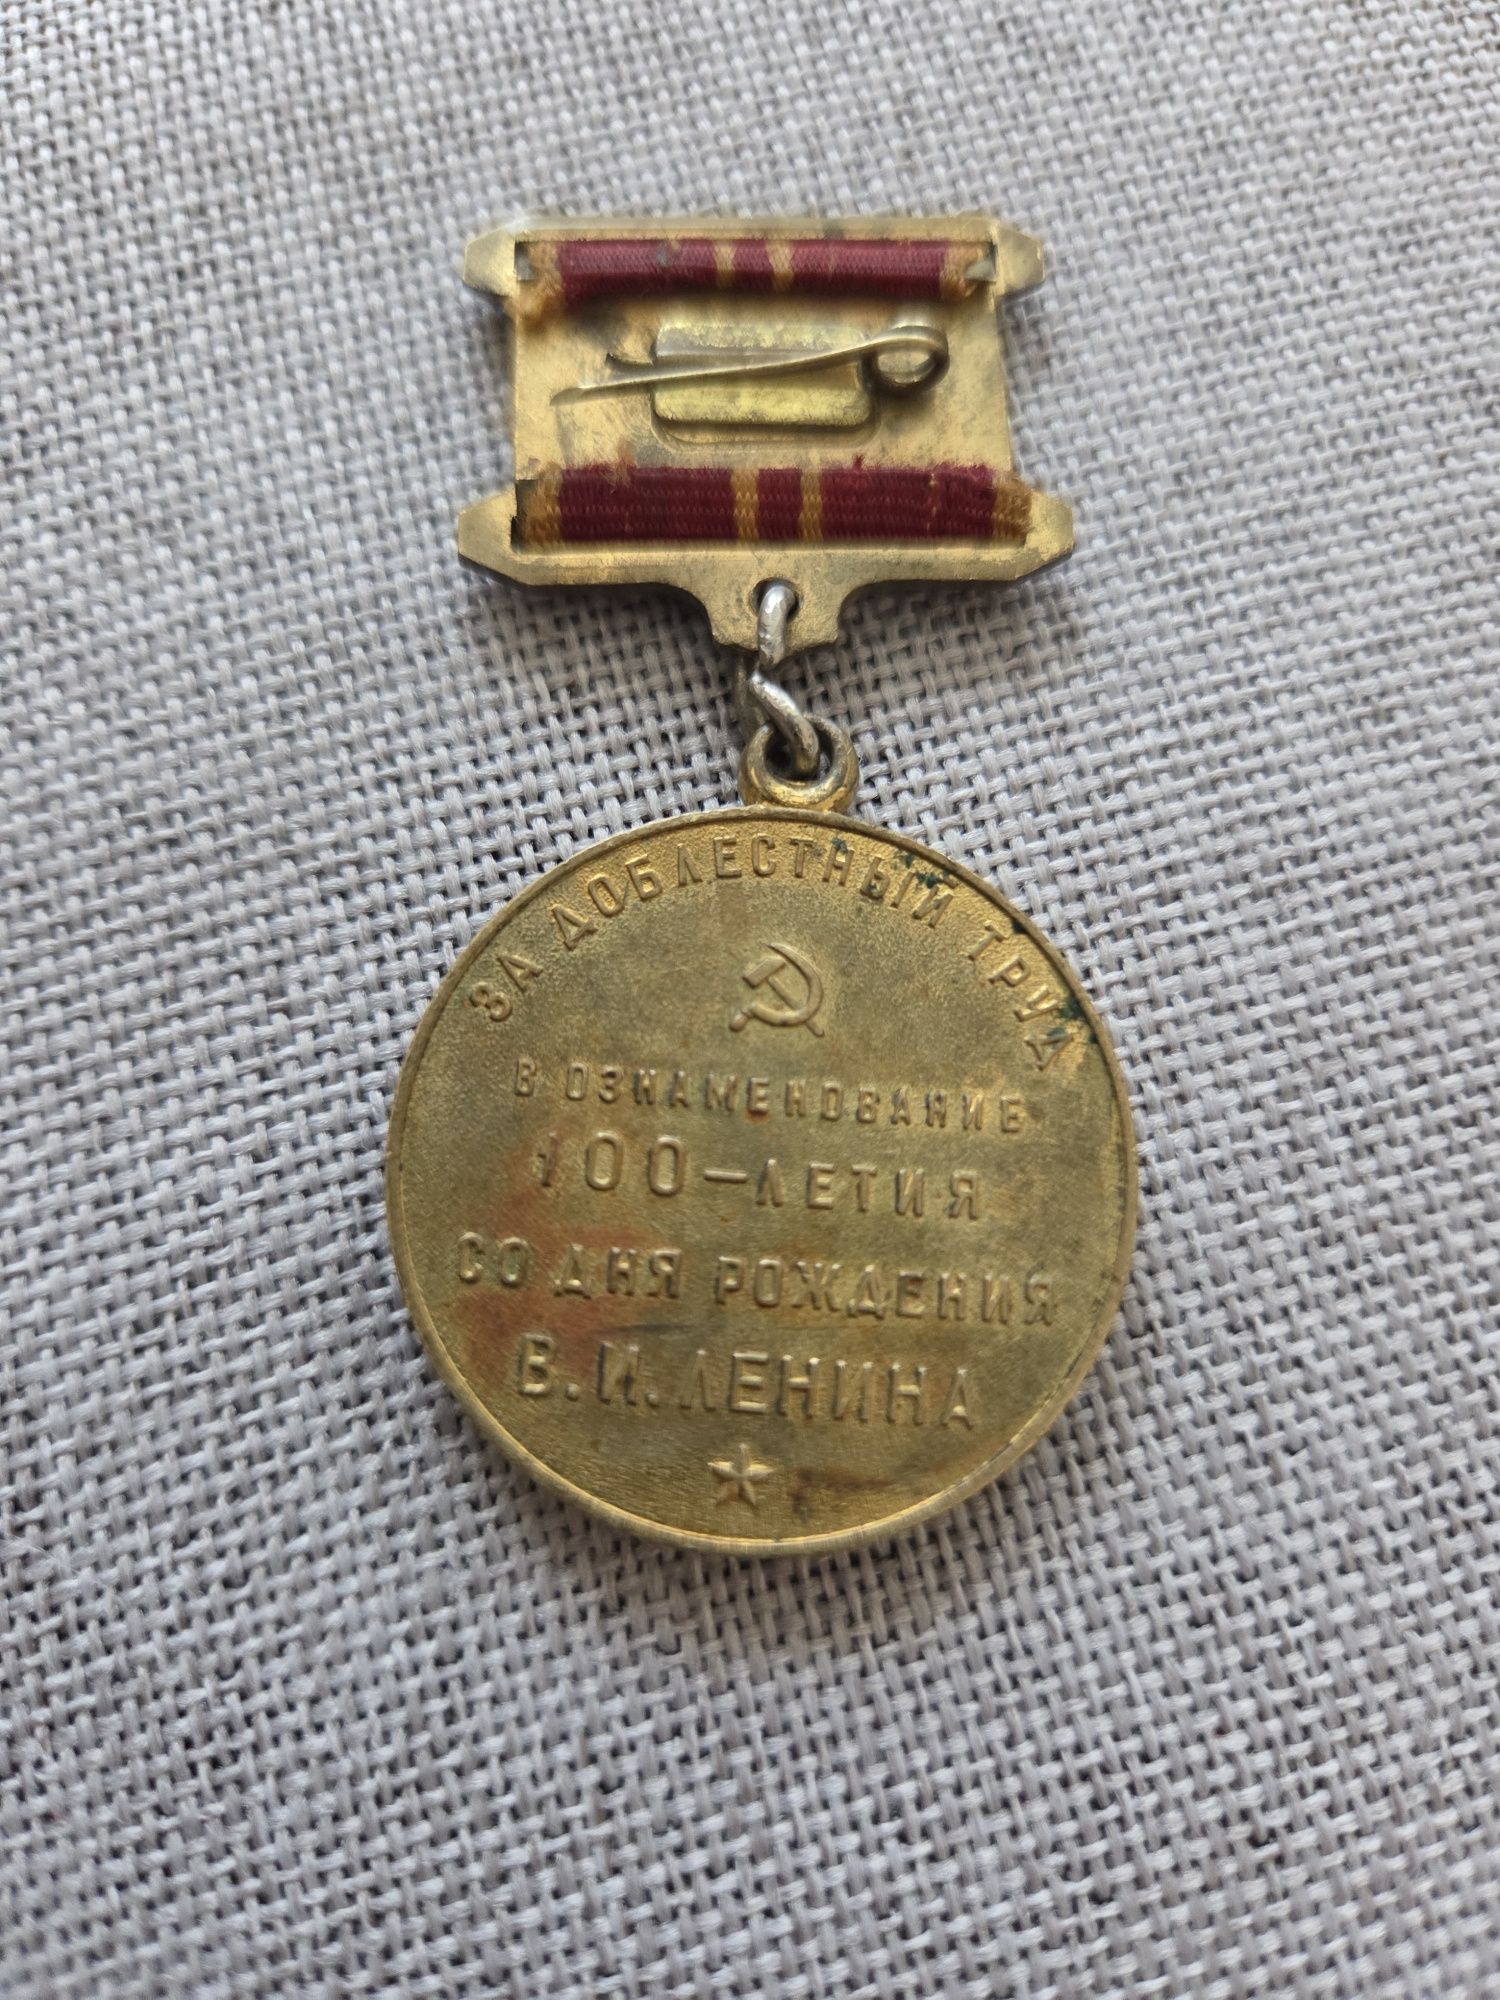 ЗА ДОБЛЕСТНЫЙ ТРУД
В ОЗНАМЕНОВАНИЕ
100-ЛЕТИЯ
СО ДНЯ РОЖДЕНИЯ
В. И. ЛЕНИНА